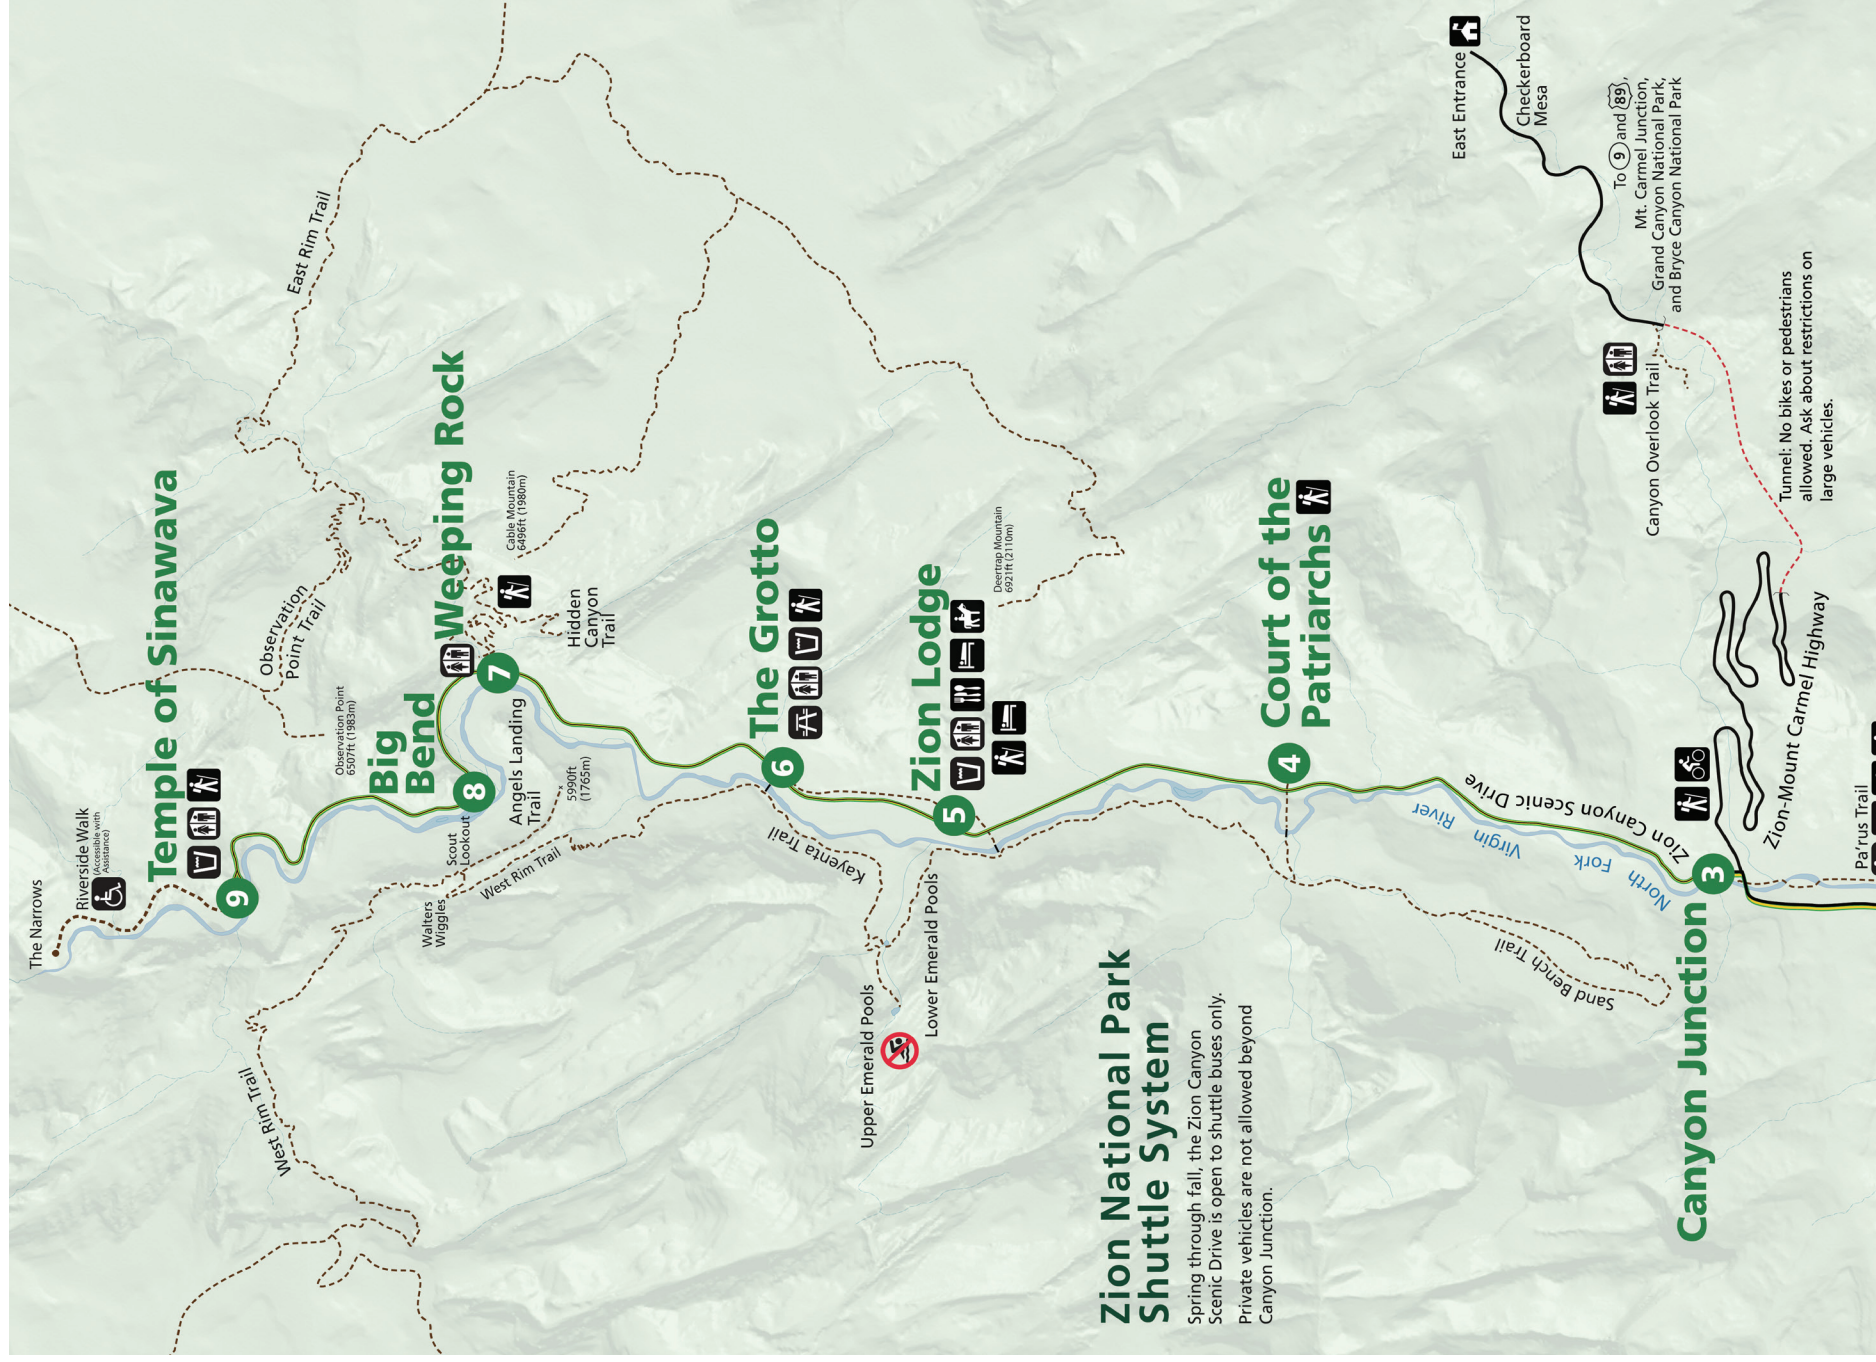 The Narrows
Riverside Walk
(Accessible with
Assistance)
Temple of Sinawava
9
East Rim Trail
Observation
Point Trail
Observation Point
6507ft (1983m)
Big
Bend
8
Weeping Rock
7
Cable Mountain
6496ft (1980m)
Hidden
Canyon
Trail
Angels Landing
Trail
5990ft
(1765m)
Scout
Lookout
Walters
Wiggles
West Rim Trail
West Rim Trail
The Grotto
6
Kayenta Trail
Zion Lodge
5
Deertrap Mountain
6921ft (2110m)
Upper Emerald Pools
Lower Emerald Pools
Court of the
Patriarchs
4
Zion National Park
Shuttle System
Spring through fall, the Zion Canyon
Scenic Drive is open to shuttle buses only.
Private vehicles are not allowed beyond
Canyon Junction.
Zion Canyon Scenic Drive
North Fork Virgin River
Sand Bench Trail
Canyon Junction
3
East Entrance
Checkerboard
Mesa
To 9 and 89,
Mt. Carmel Junction,
Grand Canyon National Park,
and Bryce Canyon National Park
Canyon Overlook Trail
Tunnel: No bikes or pedestrians
allowed. Ask about restrictions on
large vehicles.
Zion-Mount Carmel Highway
Pa'rus Trail